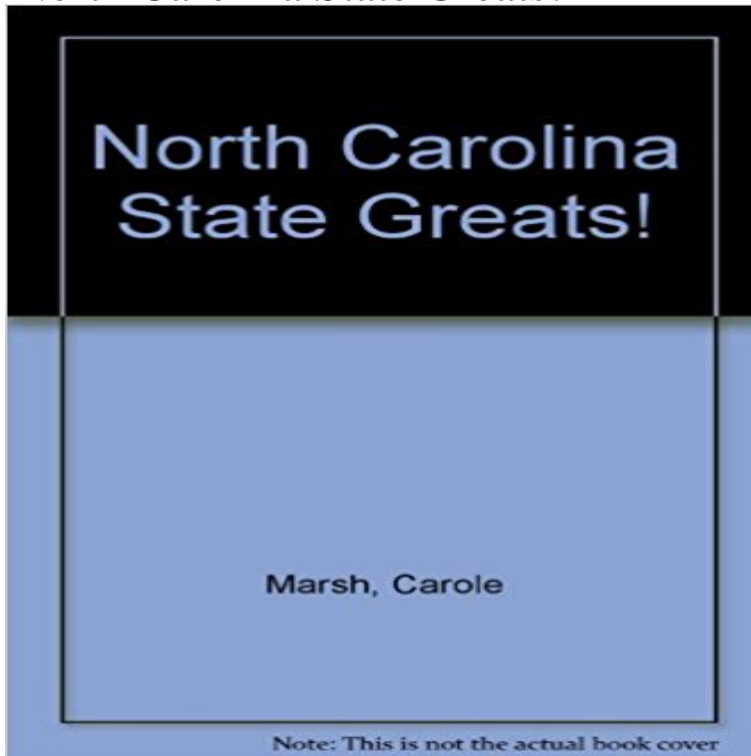 North Carolina
State Greats!
Marsh, Carole
Note: This is not the actual book cover